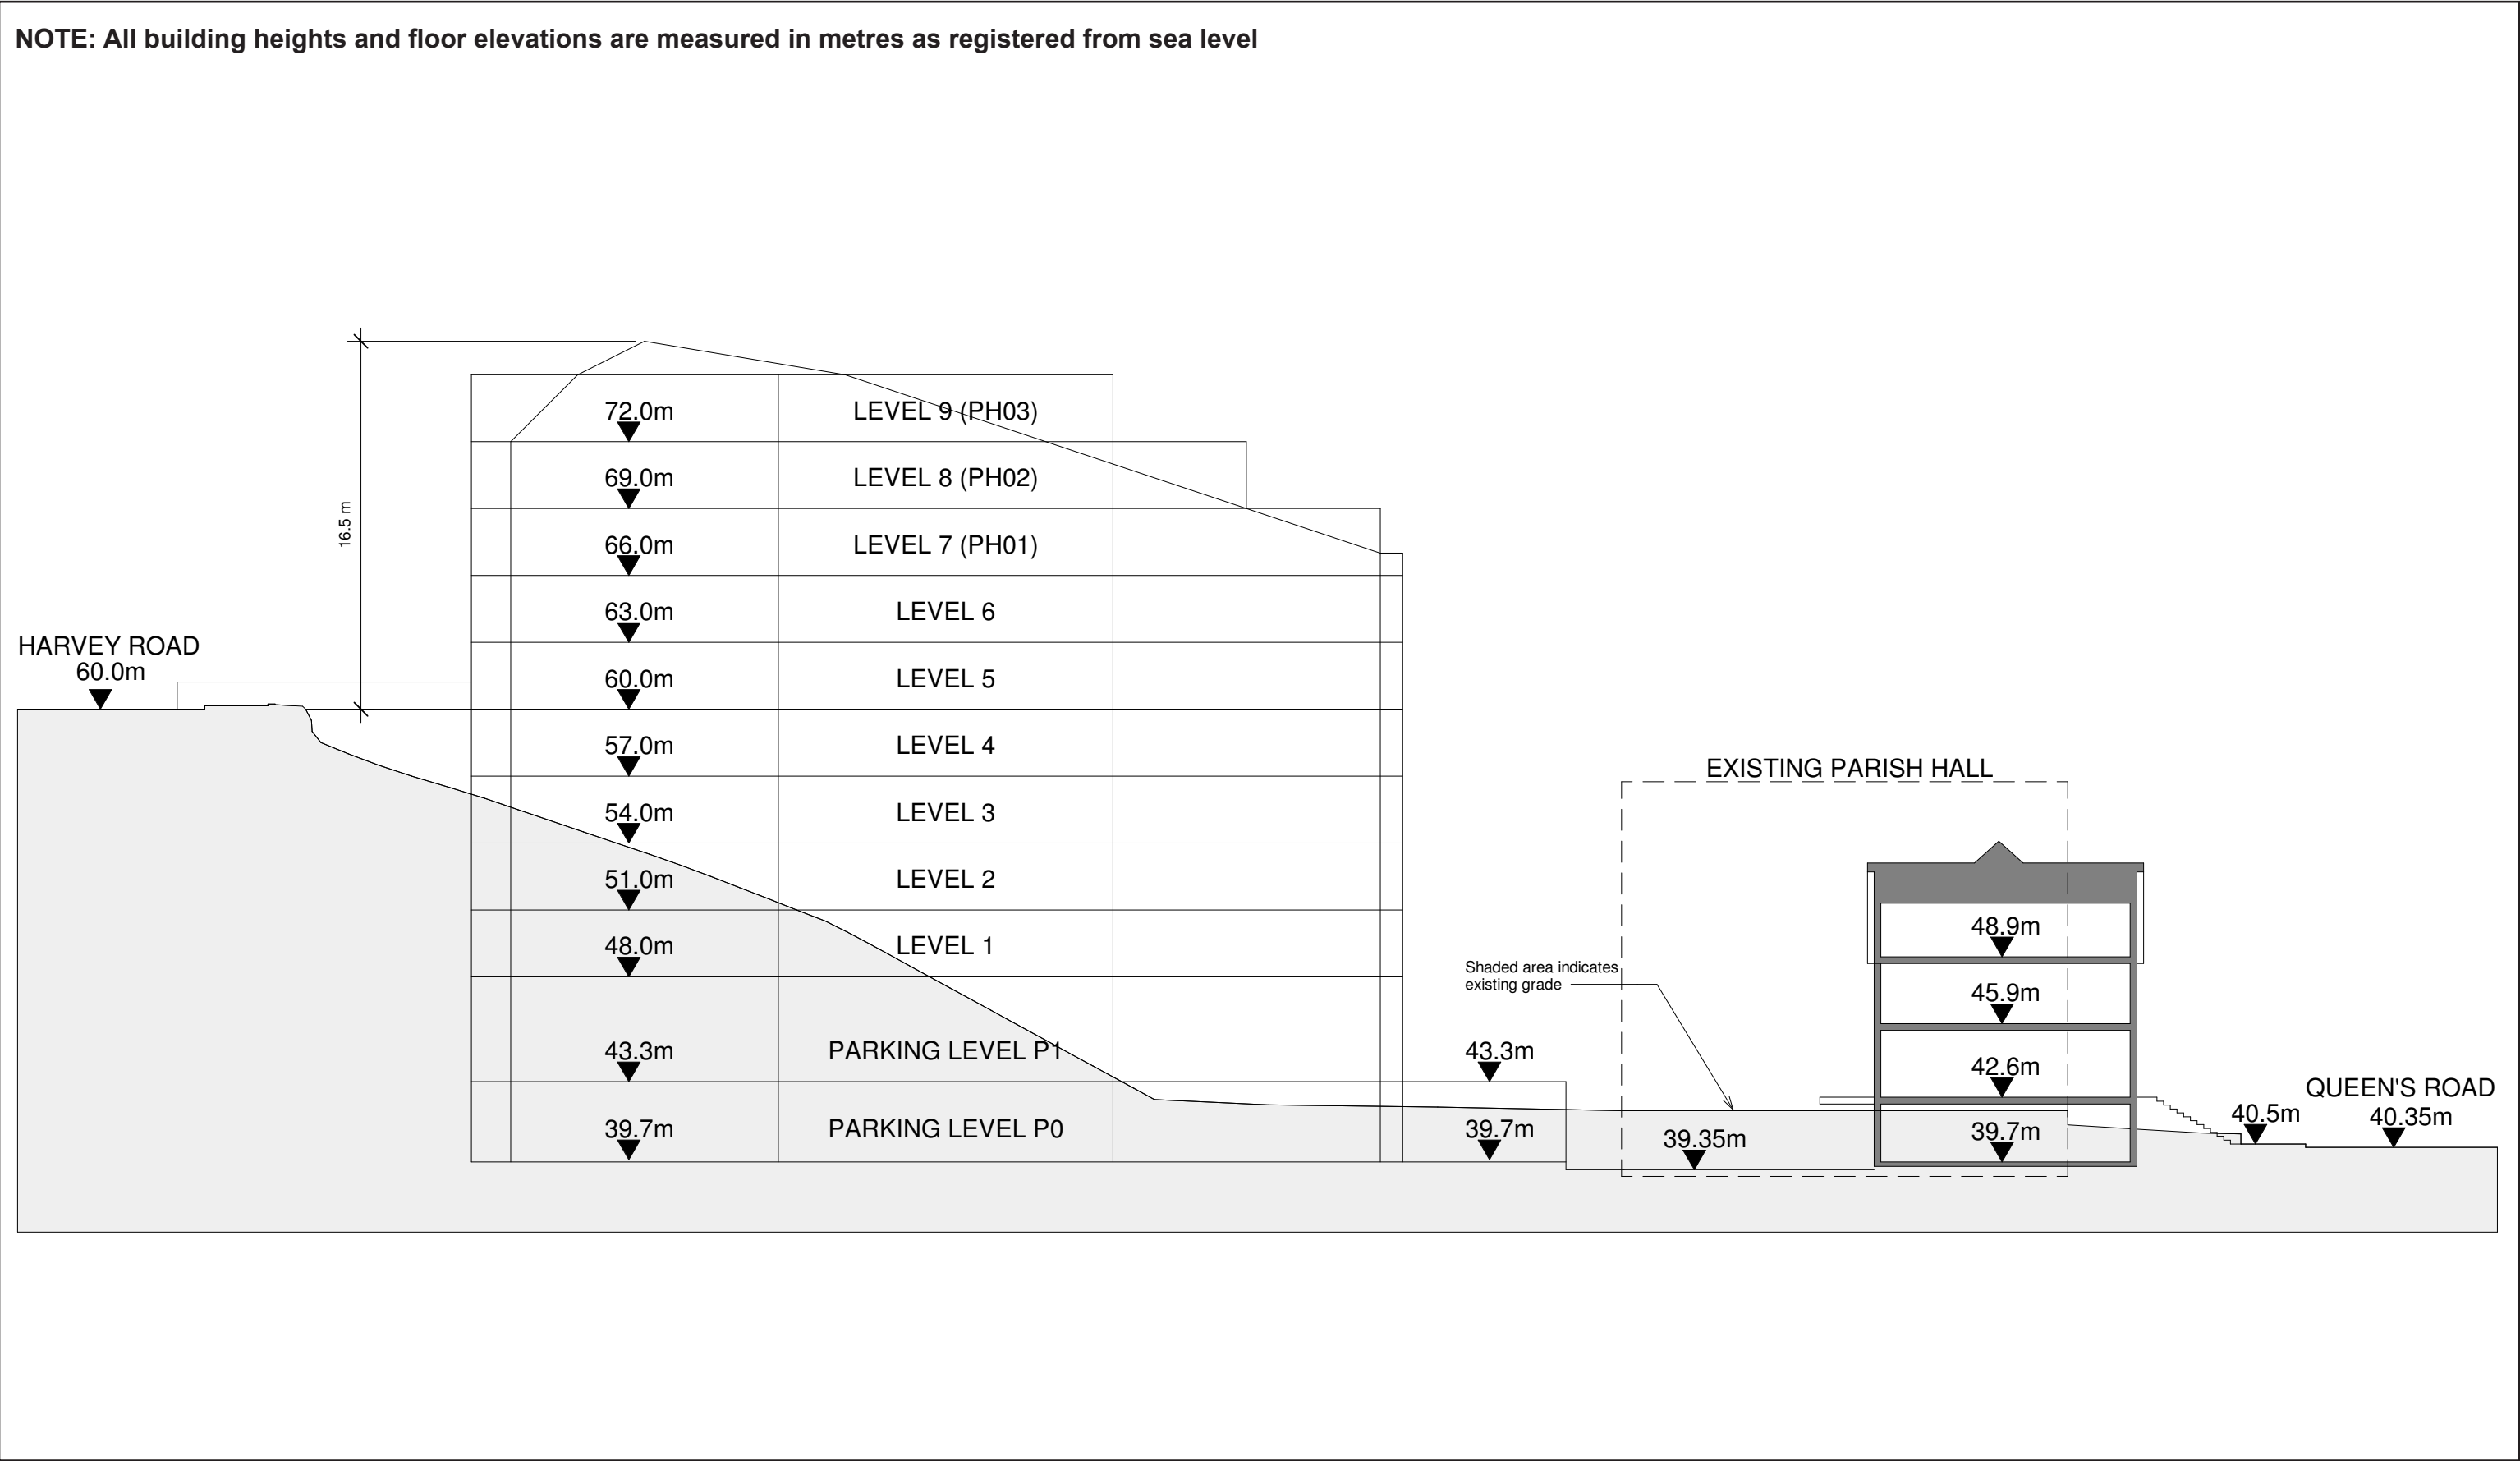 NOTE: All building heights and floor elevations are measured in metres as registered from sea level
16.5 m
HARVEY ROAD
60.0m
72.0m LEVEL 9 (PH03)
69.0m LEVEL 8 (PH02)
66.0m LEVEL 7 (PH01)
63.0m LEVEL 6
60.0m LEVEL 5
57.0m LEVEL 4
54.0m LEVEL 3
51.0m LEVEL 2
48.0m LEVEL 1
43.3m PARKING LEVEL P1
39.7m PARKING LEVEL P0
43.3m
39.7m
Shaded area indicates
existing grade
39.35m
EXISTING PARISH HALL
48.9m
45.9m
42.6m
39.7m
40.5m
QUEEN'S ROAD
40.35m